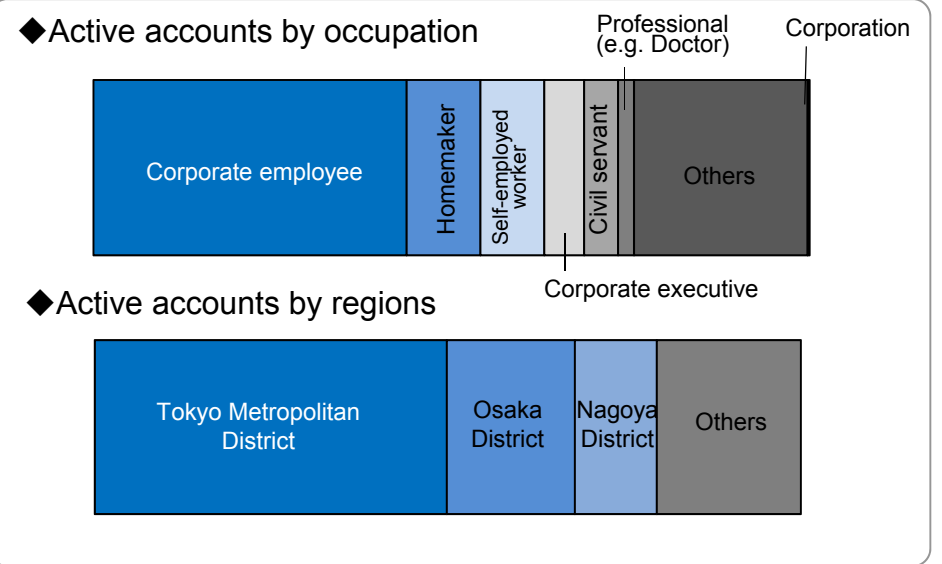 ◆Active accounts by occupation
Professional
(e.g. Doctor)
Corporation
Corporate employee
Homemaker
Self-employed
worker
Civil servant
Others
Corporate executive
◆Active accounts by regions
Tokyo Metropolitan
District
Osaka
District
Nagoya
District
Others